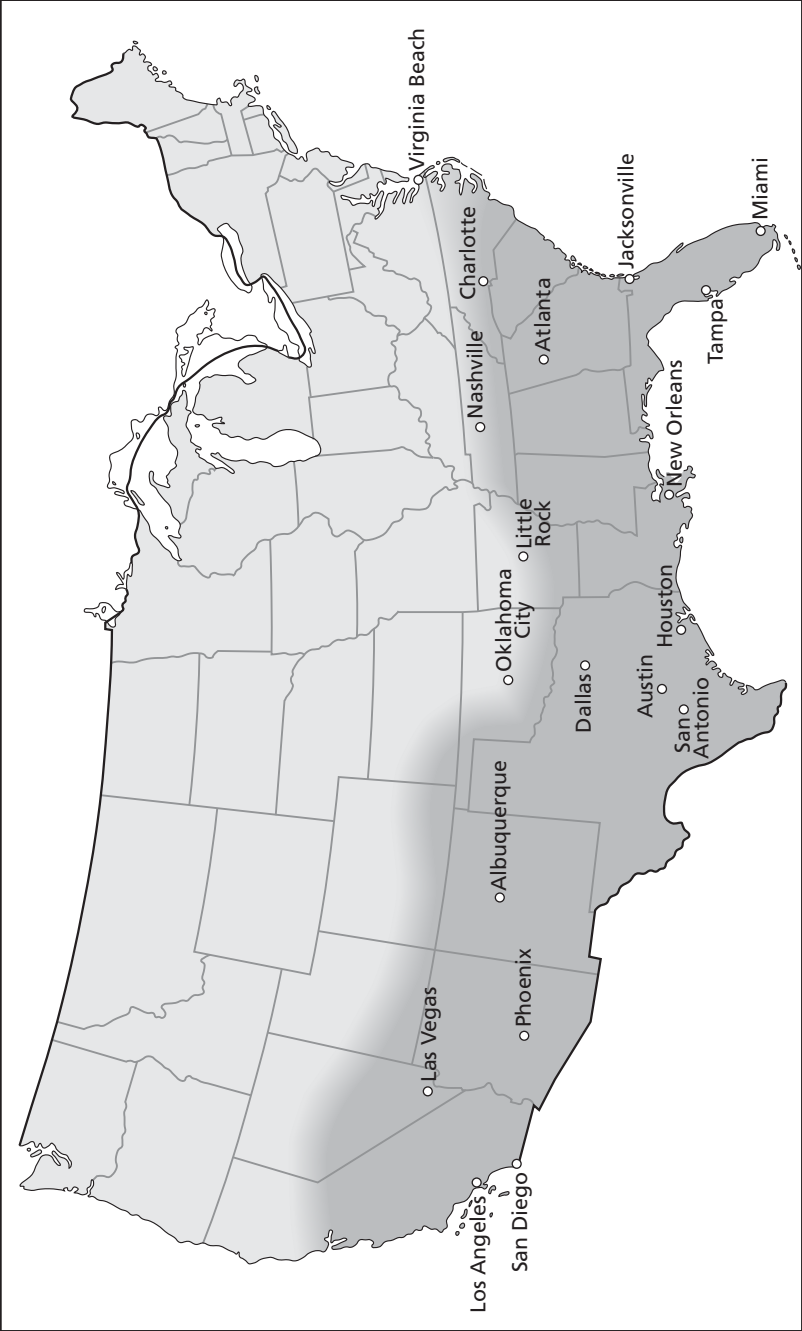 Las Vegas
Los Angeles
San Diego
Phoenix
Albuquerque
Oklahoma
City
Little
Rock
Nashville
Charlotte
Virginia Beach
Atlanta
Dallas
Austin
San
Antonio
Houston
New Orleans
Jacksonville
Tampa
Miami